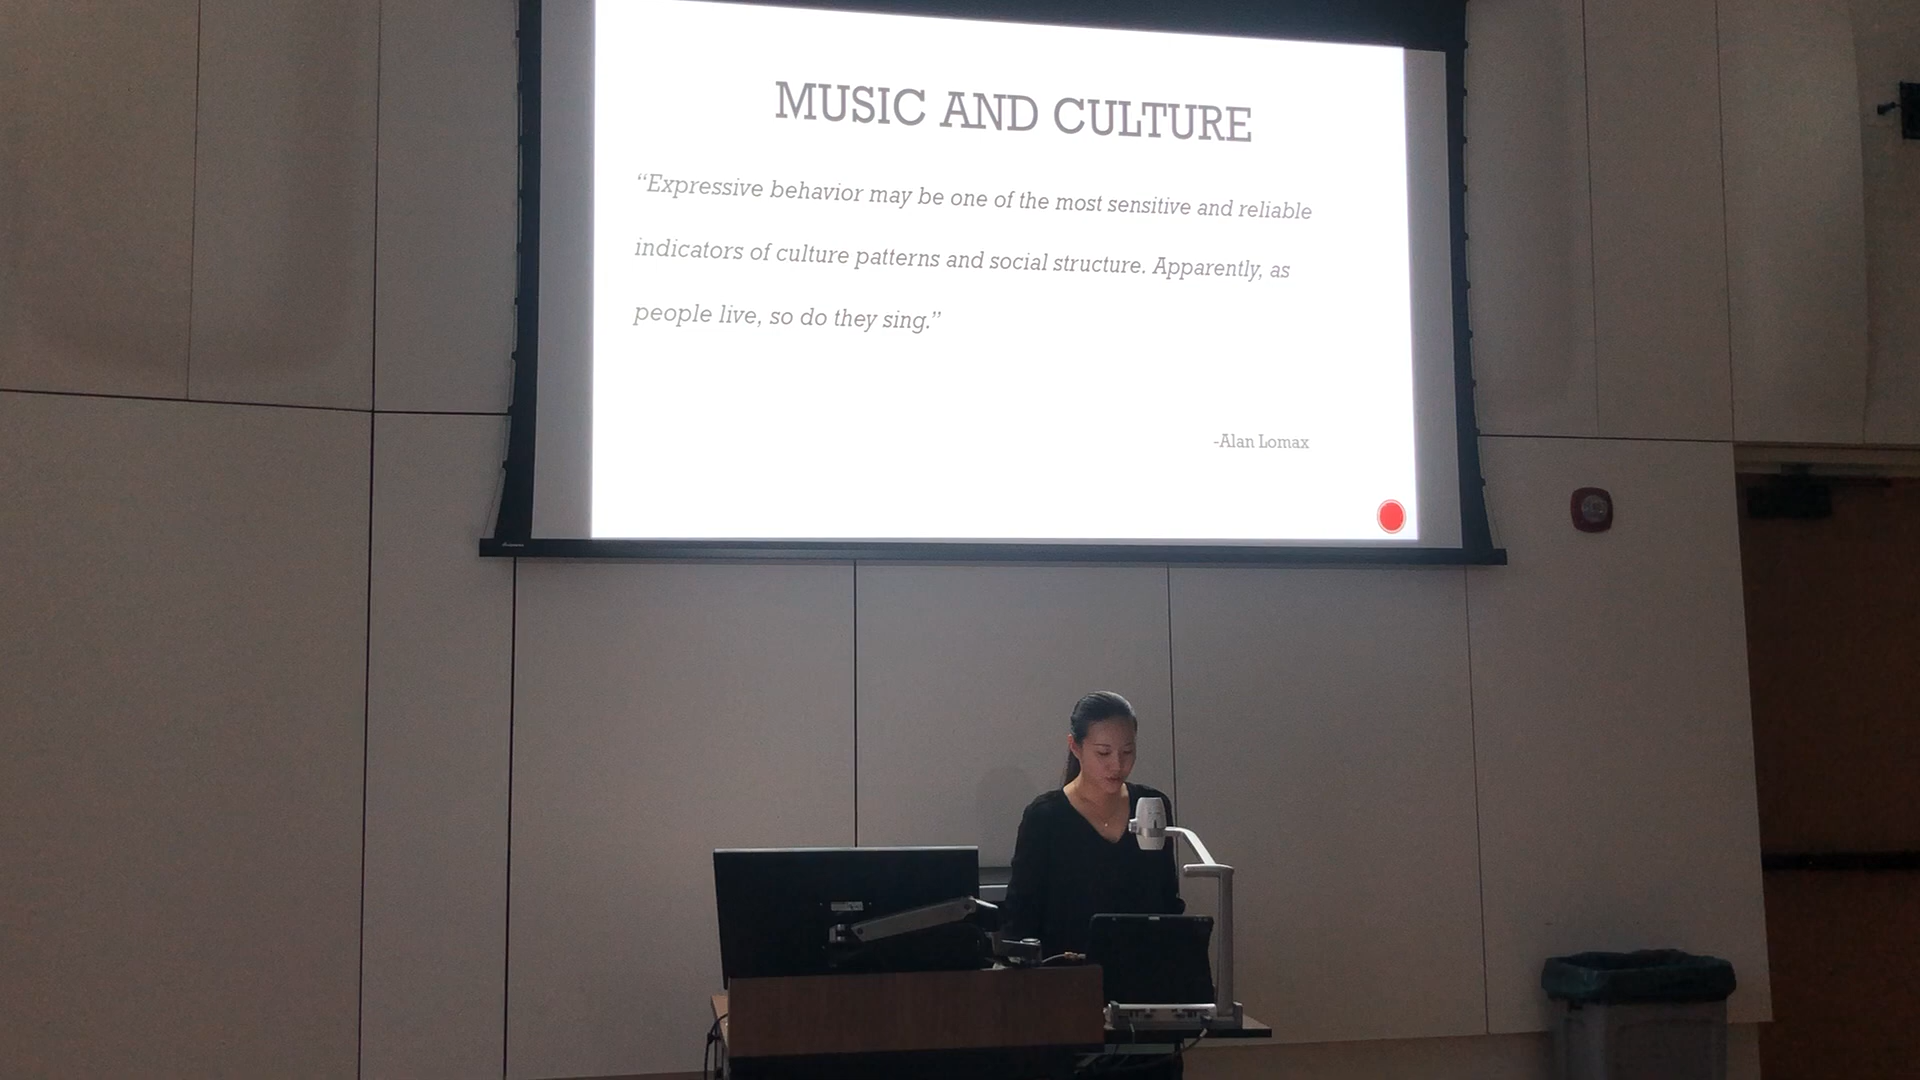 MUSIC AND CULTURE
“Expressive behavior may be one of the most sensitive and reliable
indicators of culture patterns and social structure. Apparently, as
people live, so do they sing.”
-Alan Lomax